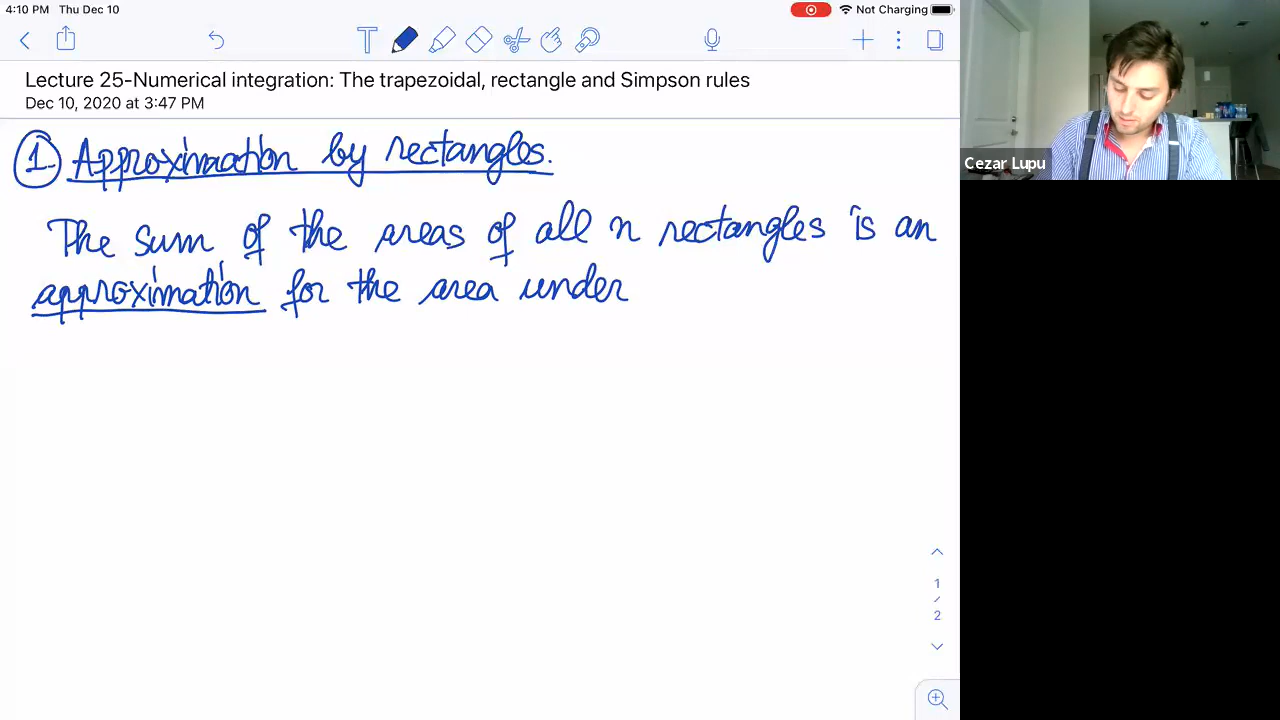 4:10 PM Thu Dec 10
Not Charging
Lecture 25-Numerical integration: The trapezoidal, rectangle and Simpson rules
Dec 10, 2020 at 3:47 PM
Cezar Lupu
1. Approximation by rectangles.
The sum of the areas of all n rectangles is an
approximation for the area under
1
/
2